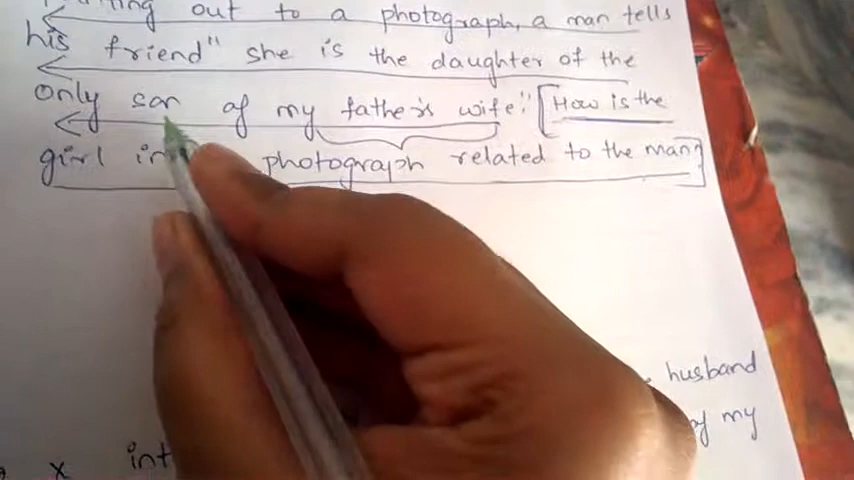 out to a photograph, a man tells
his friend" she is the daughter of the
only son of my father's wife." [How is the
girl in photograph related to the man?]
husband
of my
x int